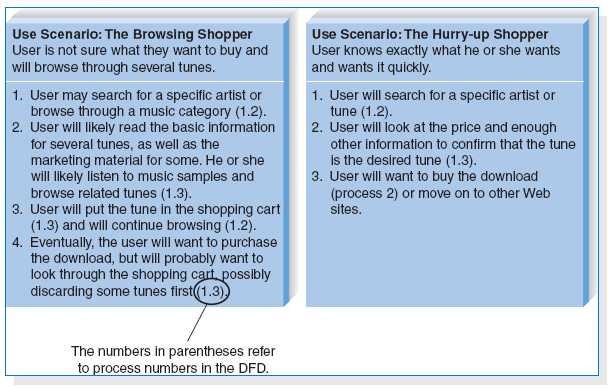 Use Scenario: The Browsing Shopper
User is not sure what they want to buy and
will browse through several tunes.
1. User may search for a specific artist or
browse through a music category (1.2).
2. User will likely read the basic information
for several tunes, as well as the
marketing material for some. He or she
will likely listen to music samples and
browse related tunes (1.3).
3. User will put the tune in the shopping cart
(1.3) and will continue browsing (1.2).
4. Eventually, the user will want to purchase
the download, but will probably want to
look through the shopping cart, possibly
discarding some tunes first (1.3).
Use Scenario: The Hurry-up Shopper
User knows exactly what he or she wants
and wants it quickly.
1. User will search for a specific artist or
tune (1.2).
2. User will look at the price and enough
other information to confirm that the tune
is the desired tune (1.3).
3. User will want to buy the download
(process 2) or move on to other Web
sites.
The numbers in parentheses refer
to process numbers in the DFD.